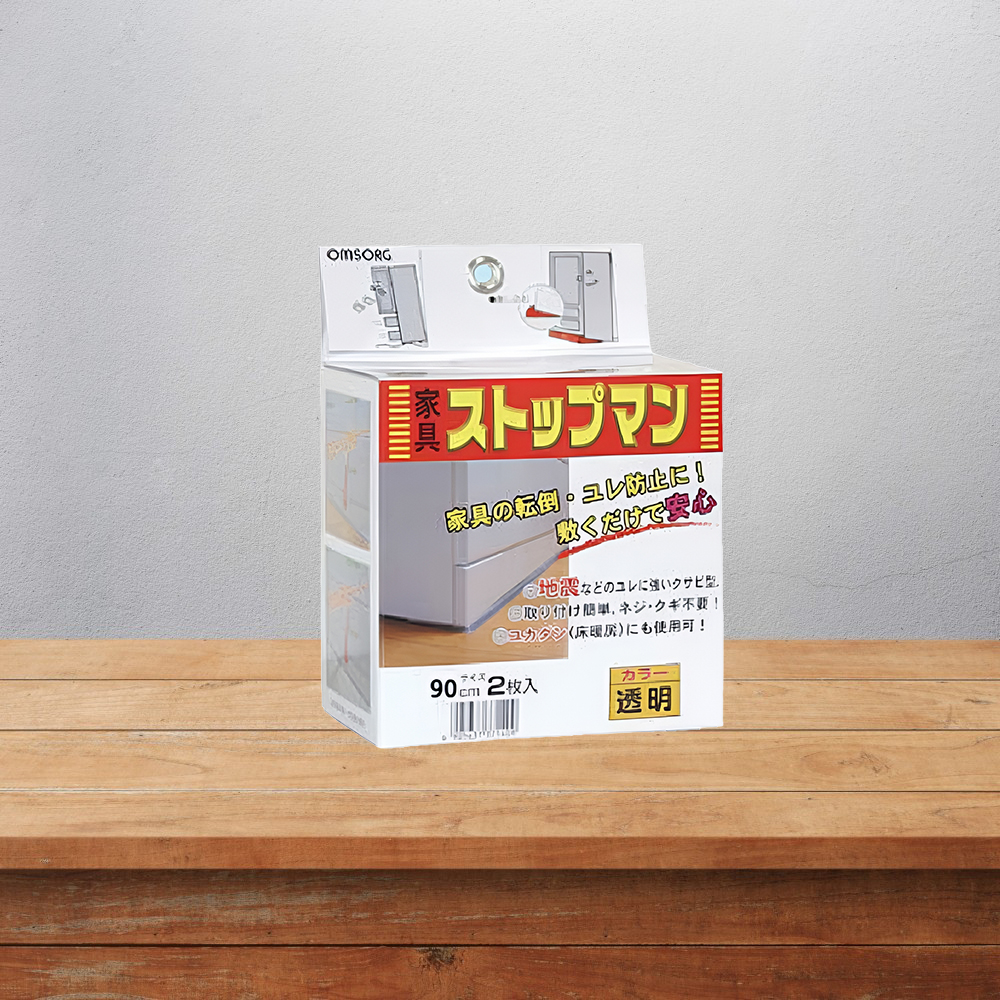 OMSORG
家具
ストップマン
家具の転倒・ユレ防止に!
敷くだけで安心
地震などのユレに強いクサビ型
取り付け簡単,ネジ・クギ不要!
ユカダン(床暖房)にも使用可!
90cm サイズ 2枚入
カラー
透明